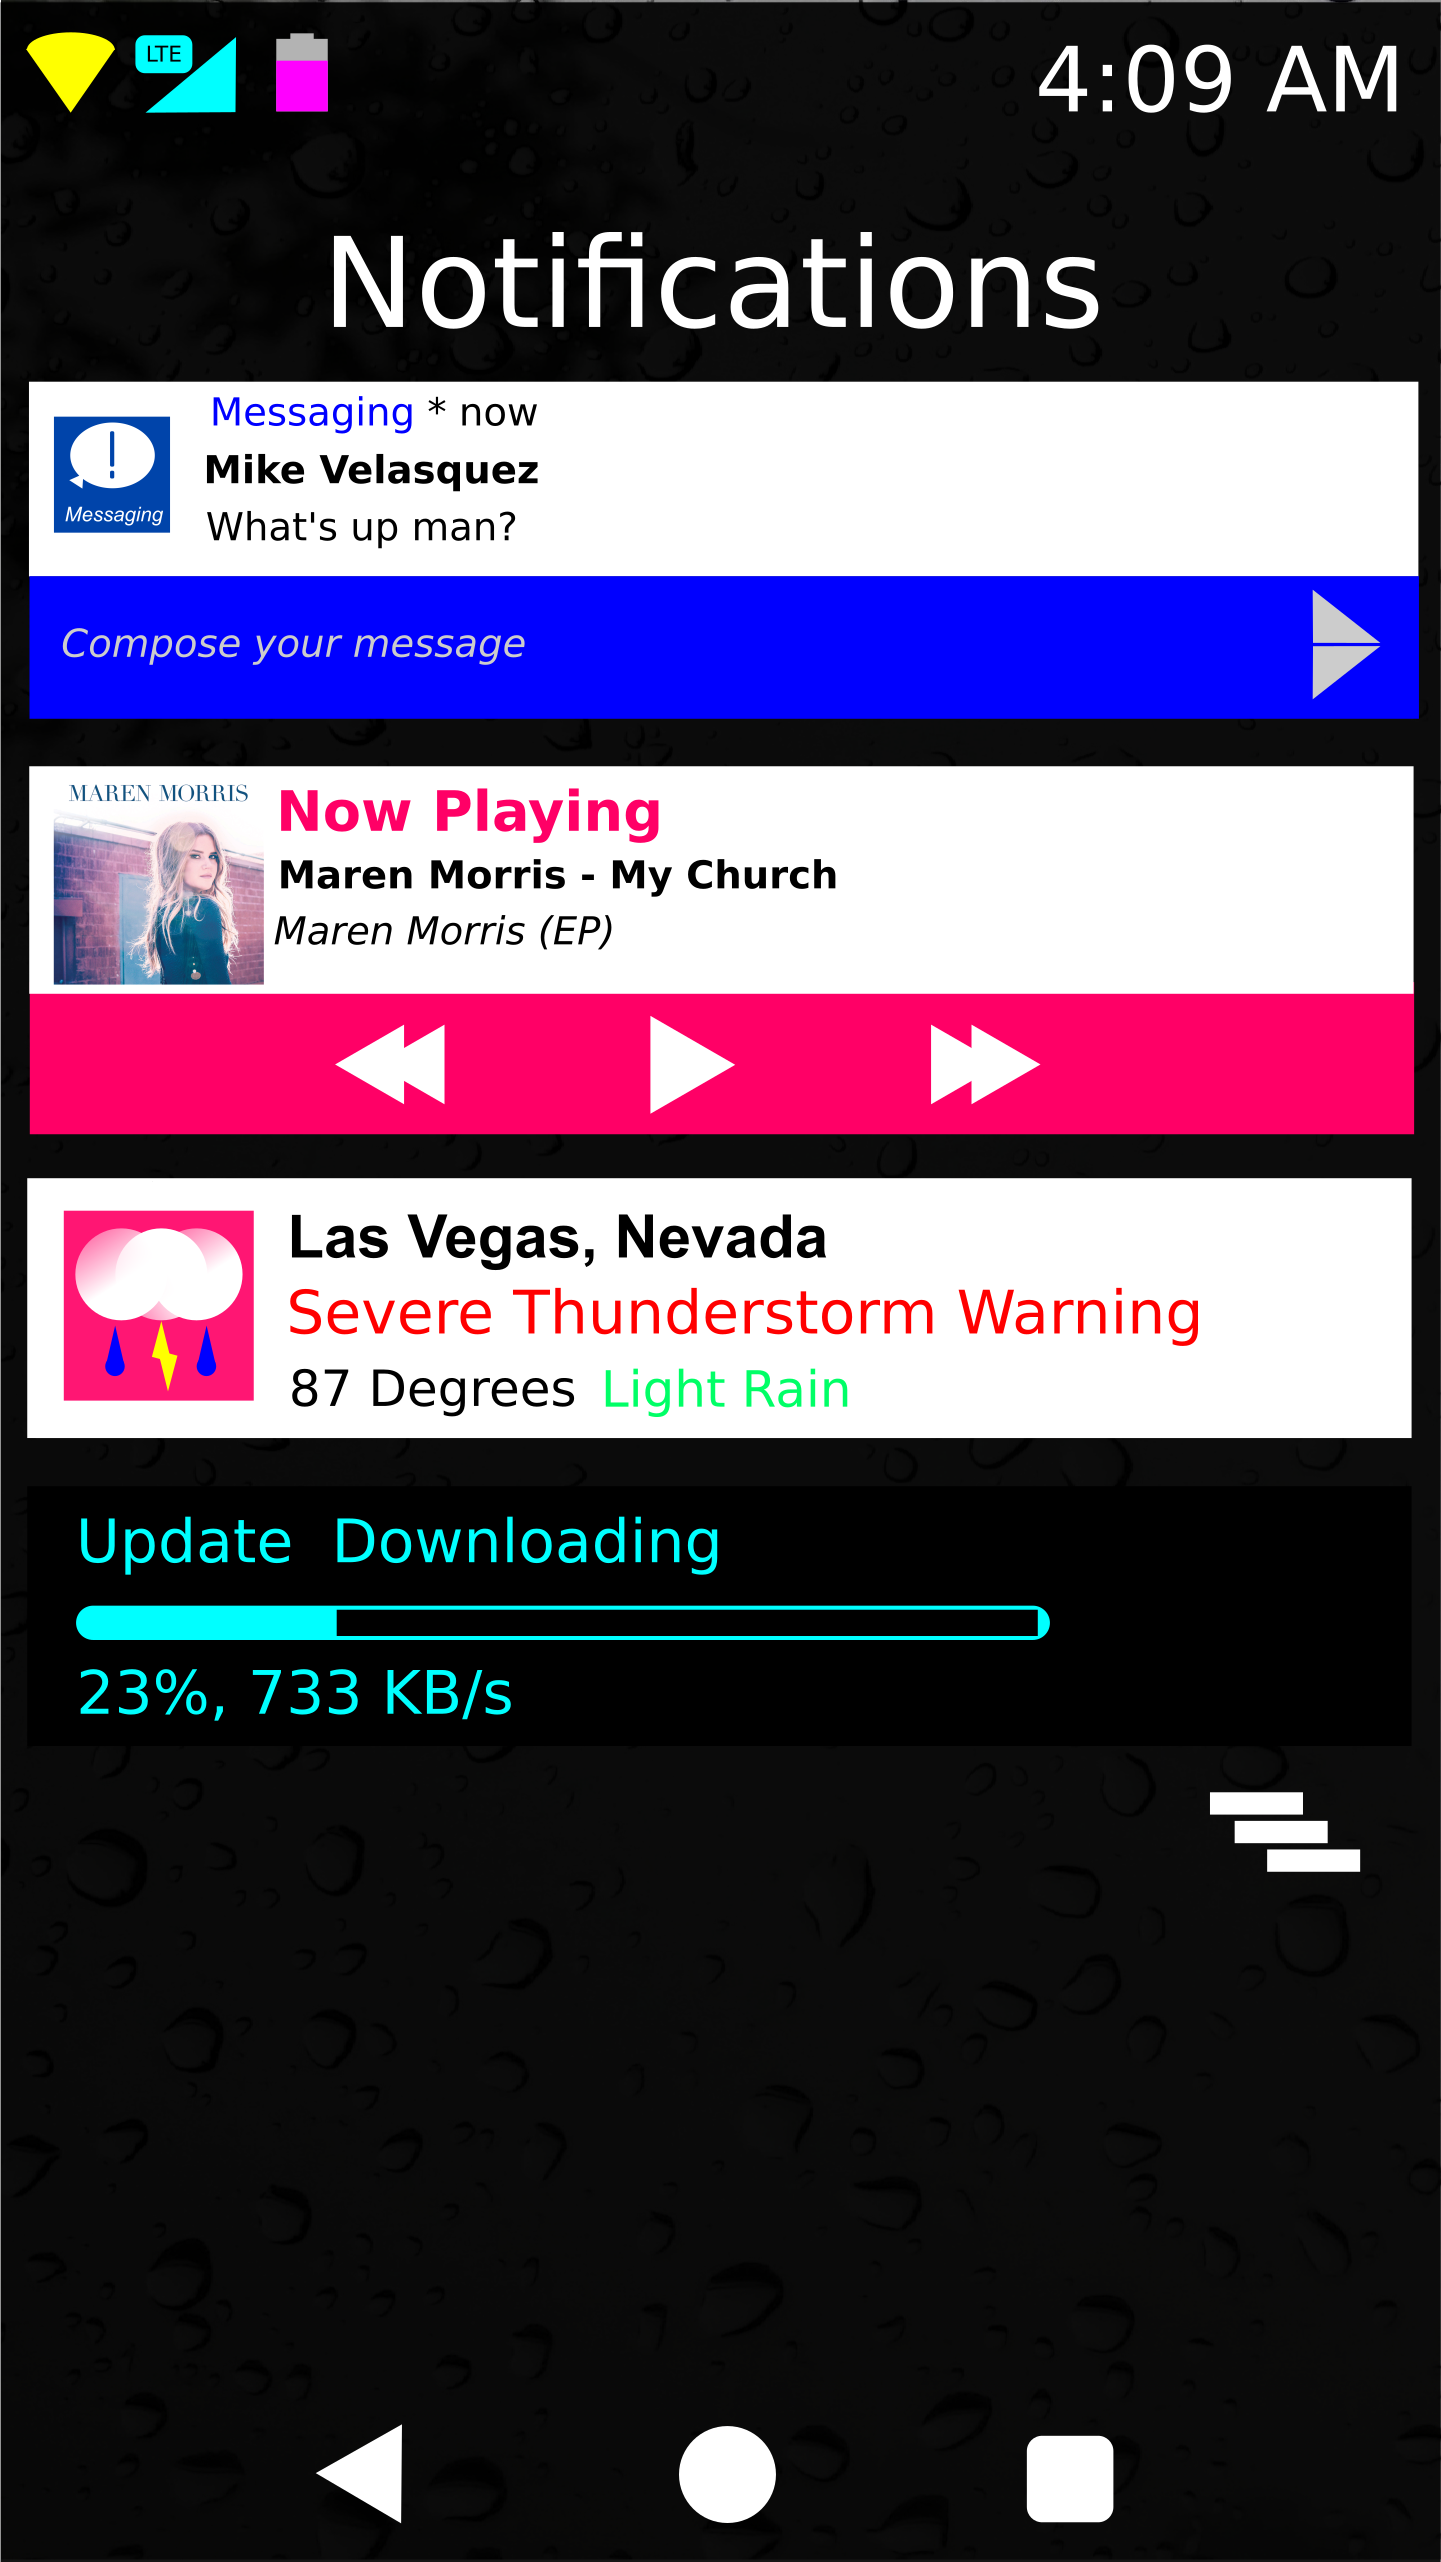 LTE
4:09 AM
Notifications
Messaging * now
Mike Velasquez
What's up man?
Messaging
Compose your message
MAREN MORRIS
Now Playing
Maren Morris - My Church
Maren Morris (EP)
Las Vegas, Nevada
Severe Thunderstorm Warning
87 Degrees Light Rain
Update Downloading
23%, 733 KB/s